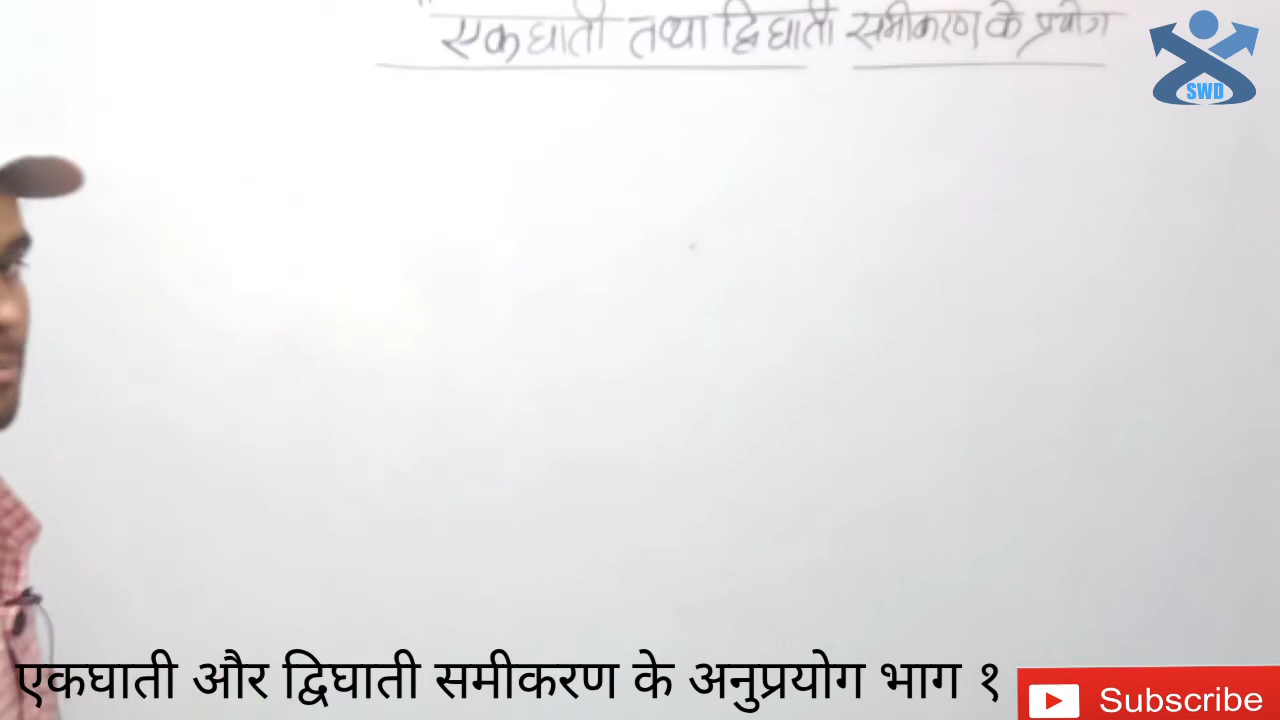 एकघाती तथा द्विघाती समीकरण के प्रयोग
SWD
एकघाती और द्विघाती समीकरण के अनुप्रयोग भाग १
Subscribe